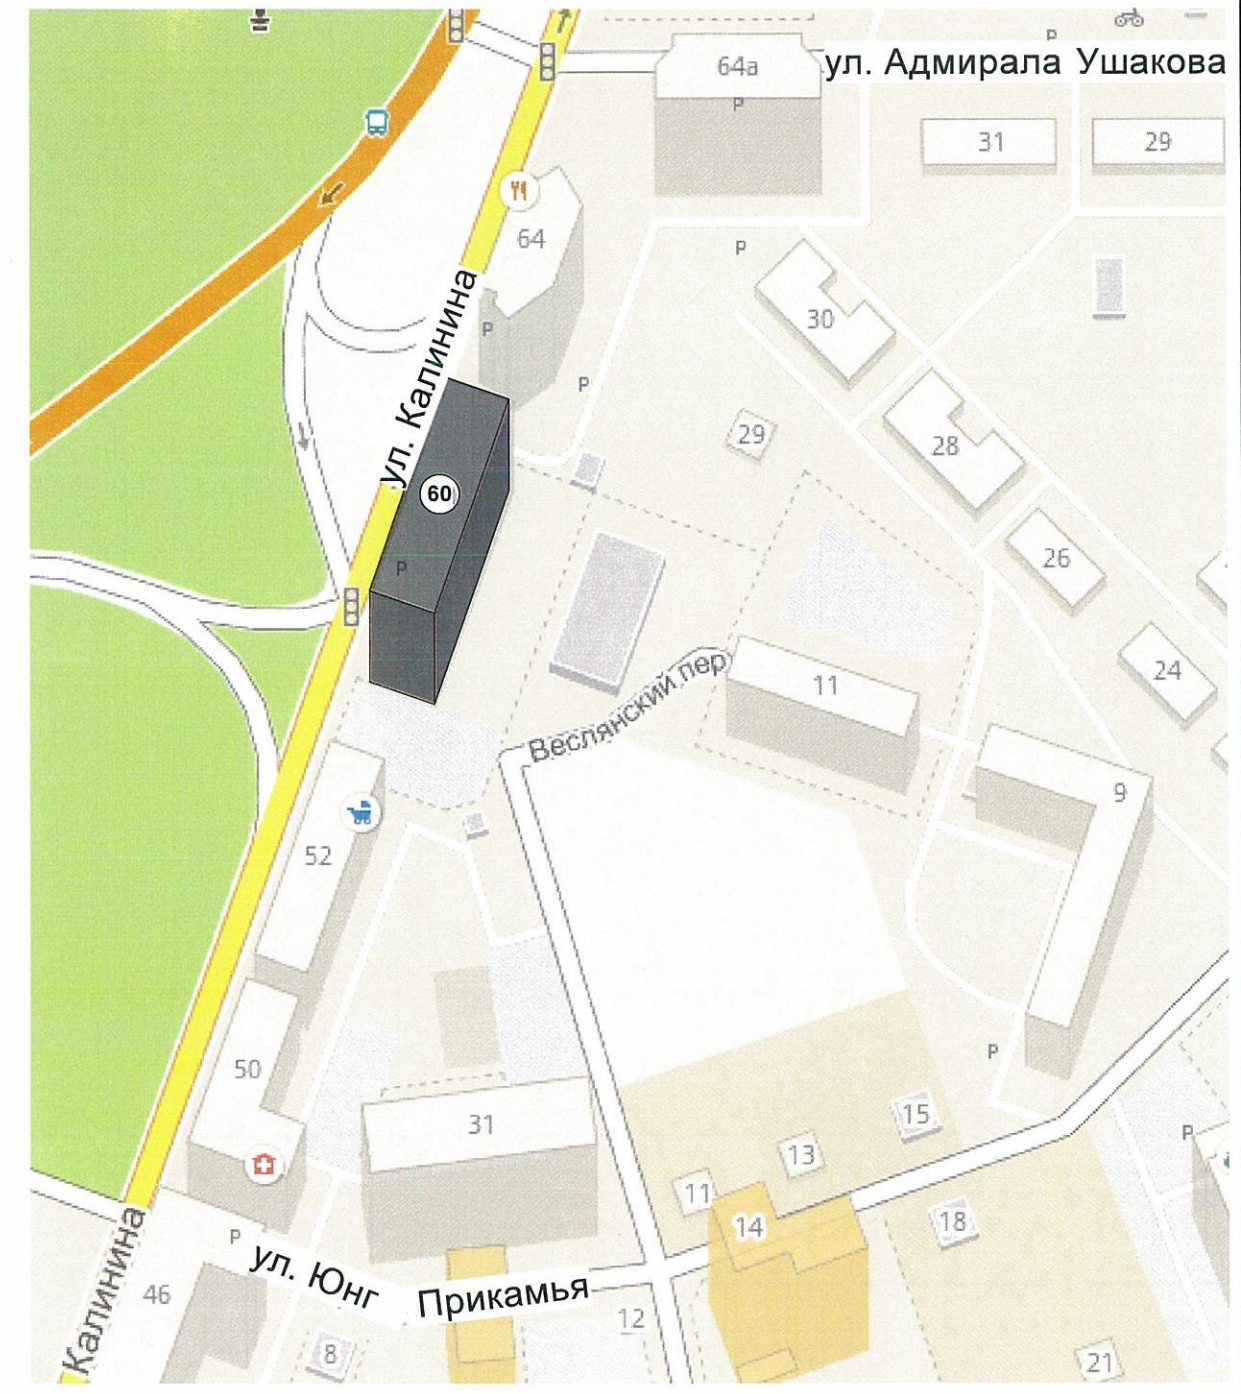 64а
ул. Адмирала Ушакова
P
P
31
29
64
P
30
ул. Калинина
P
P
29
28
60
26
P
24
Веслянский пер
11
9
52
50
P
31
15
P
13
11
14
18
P
ул. Юнг Прикамья
Калинина
46
12
8
21